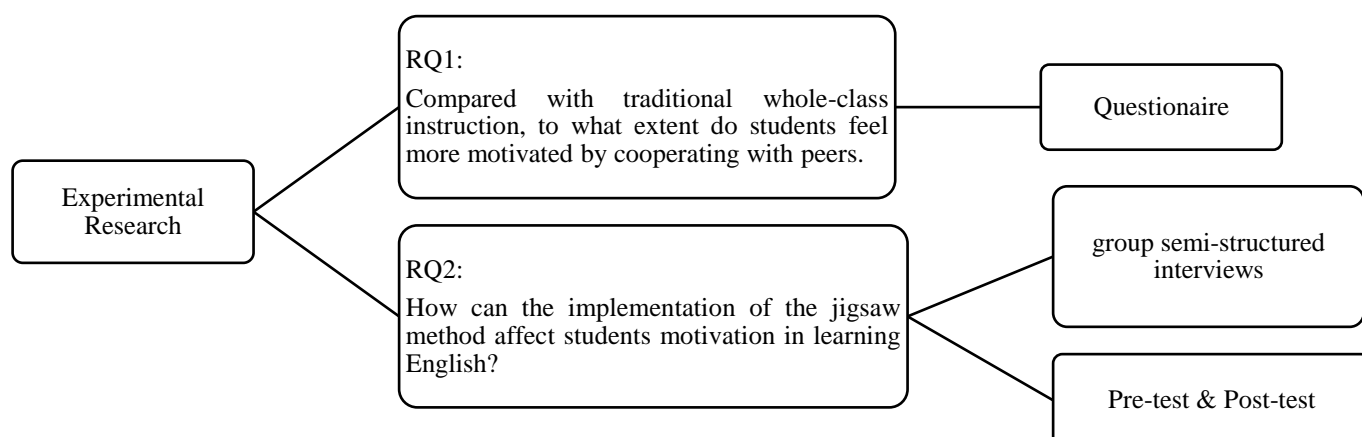 Experimental
Research
RQ1:
Compared with traditional whole-class
instruction, to what extent do students feel
more motivated by cooperating with peers.
Questionaire
RQ2:
How can the implementation of the jigsaw
method affect students motivation in learning
English?
group semi-structured
interviews
Pre-test & Post-test